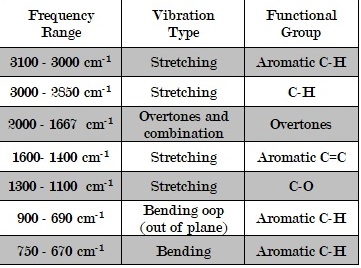 Frequency Range Vibration Type Functional Group
3100 - 3000 cm-1 Stretching Aromatic C-H
3000 - 2850 cm-1 Stretching C-H
2000 - 1667 cm-1 Overtones and combination Overtones
1600- 1400 cm-1 Stretching Aromatic C=C
1300 - 1100 cm-1 Stretching C-O
900 - 690 cm-1 Bending oop (out of plane) Aromatic C-H
750 - 670 cm-1 Bending Aromatic C-H